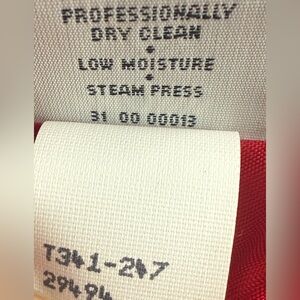 PROFESSIONALLY
DRY CLEAN
•
LOW MOISTURE
•
STEAM PRESS
31 00 00013
T341-247
29494